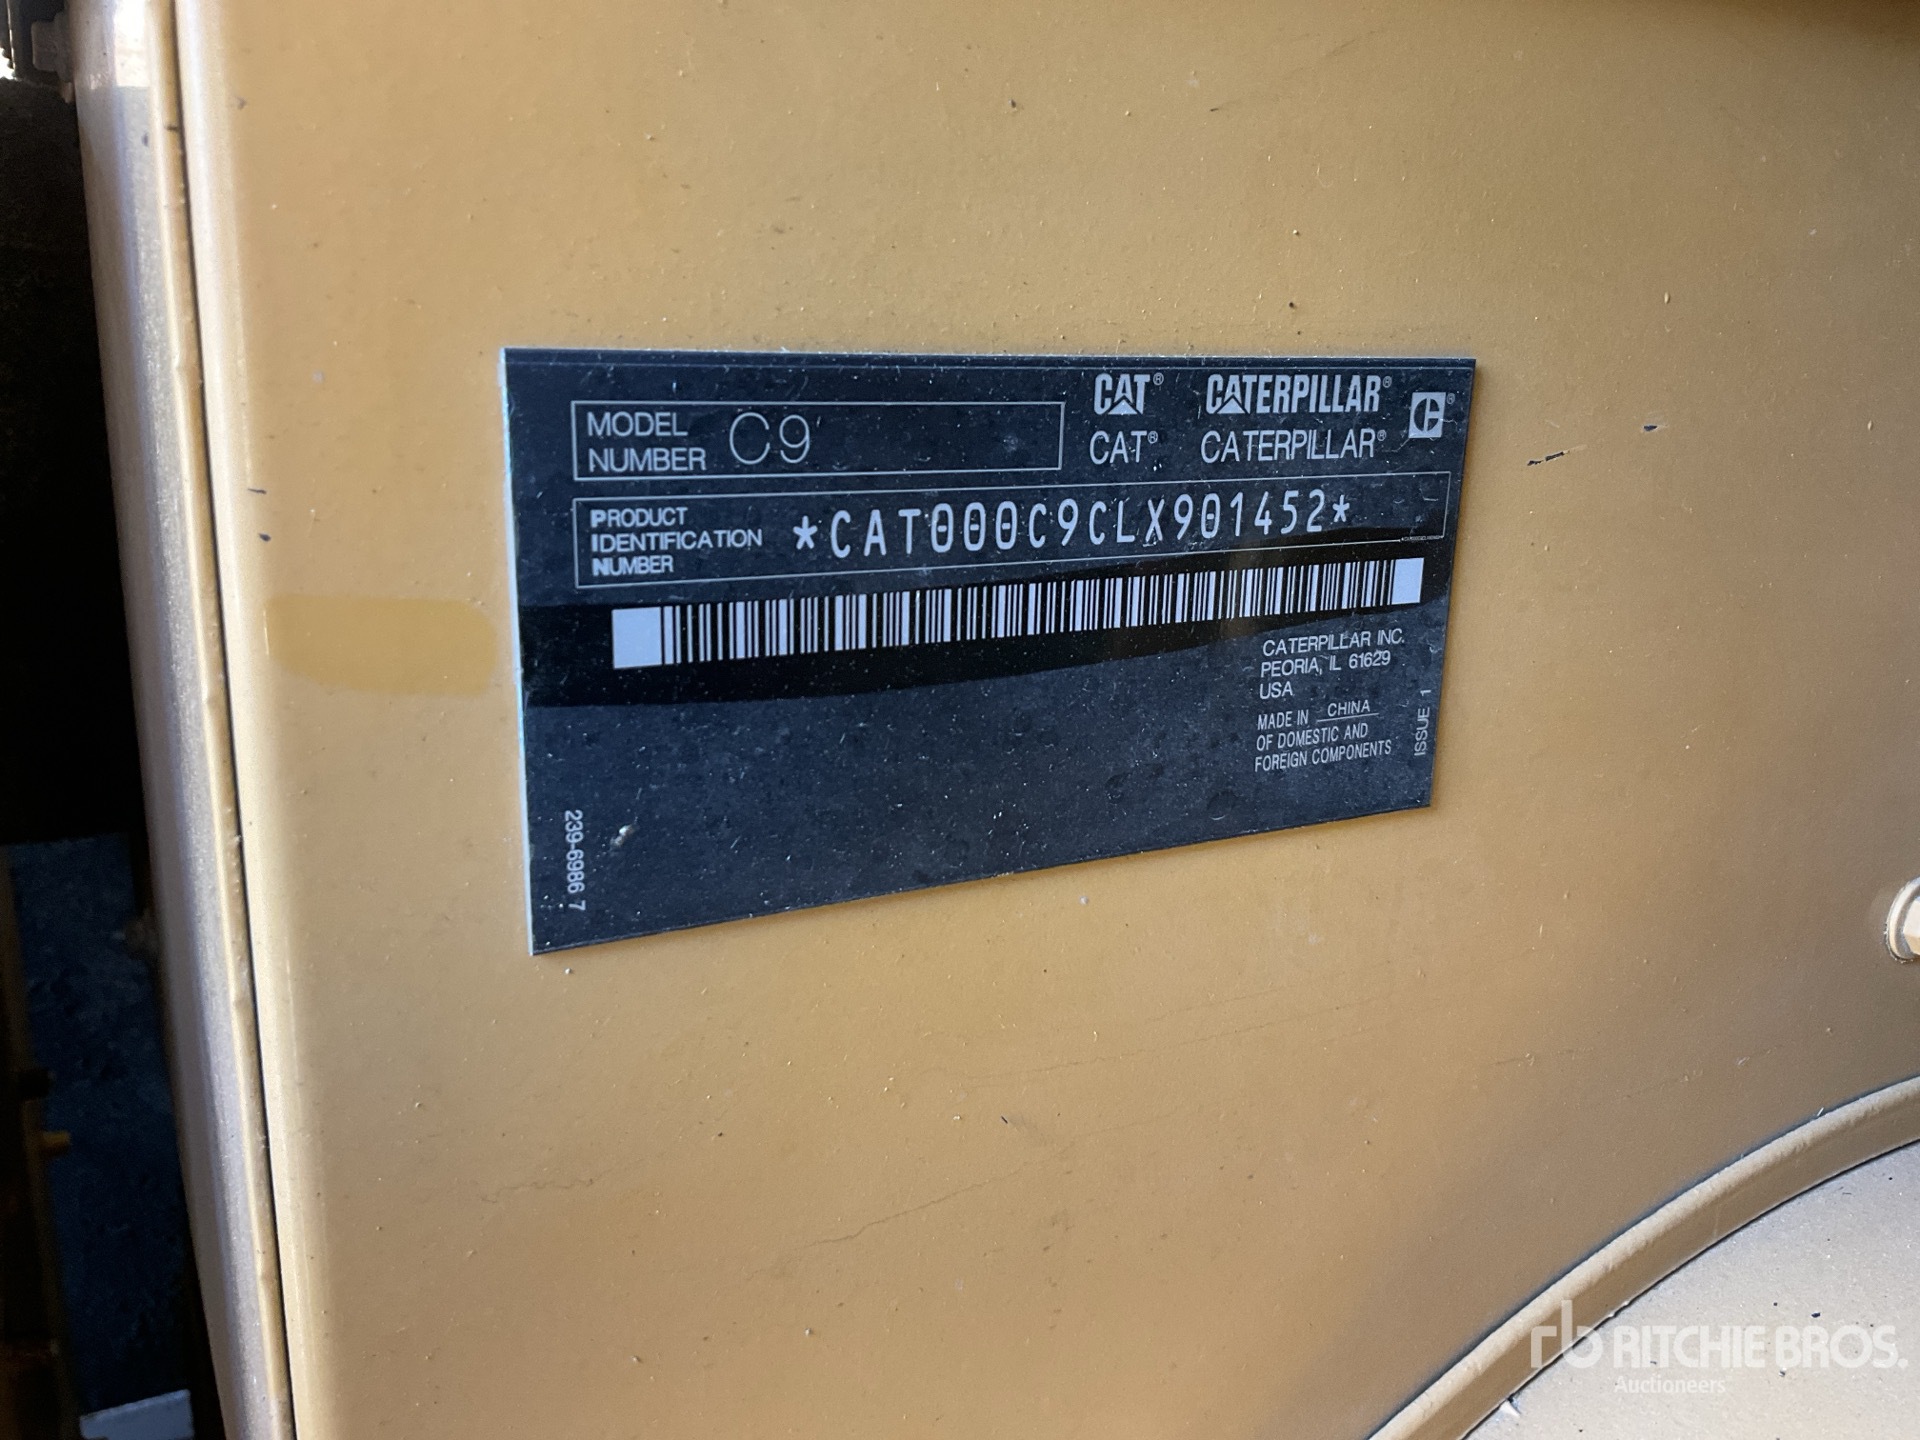 MODEL NUMBER C9
CAT® CATERPILLAR®
CAT® CATERPILLAR®
PRODUCT
IDENTIFICATION
NUMBER
*CAT000C9CLX901452*
CATERPILLAR INC.
PEORIA, IL 61629
USA
MADE IN CHINA
OF DOMESTIC AND
FOREIGN COMPONENTS
ISSUE 1
239-6986 7
rb RITCHIE BROS.
Auctioneers